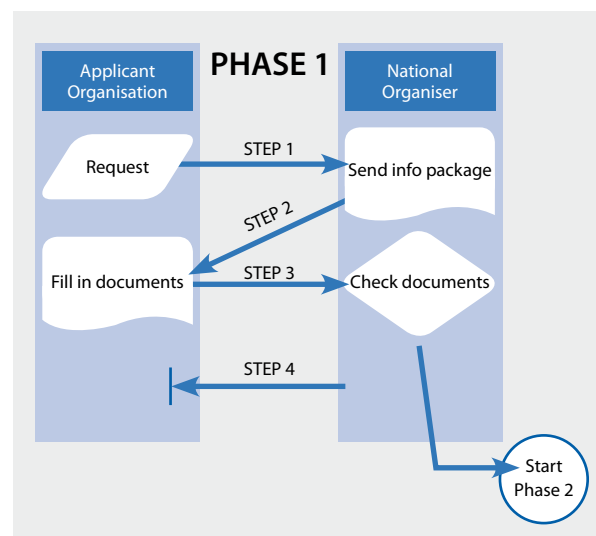 PHASE 1
Applicant
Organisation
National
Organiser
Request
STEP 1
Send info package
STEP 2
Fill in documents
STEP 3
Check documents
STEP 4
Start
Phase 2